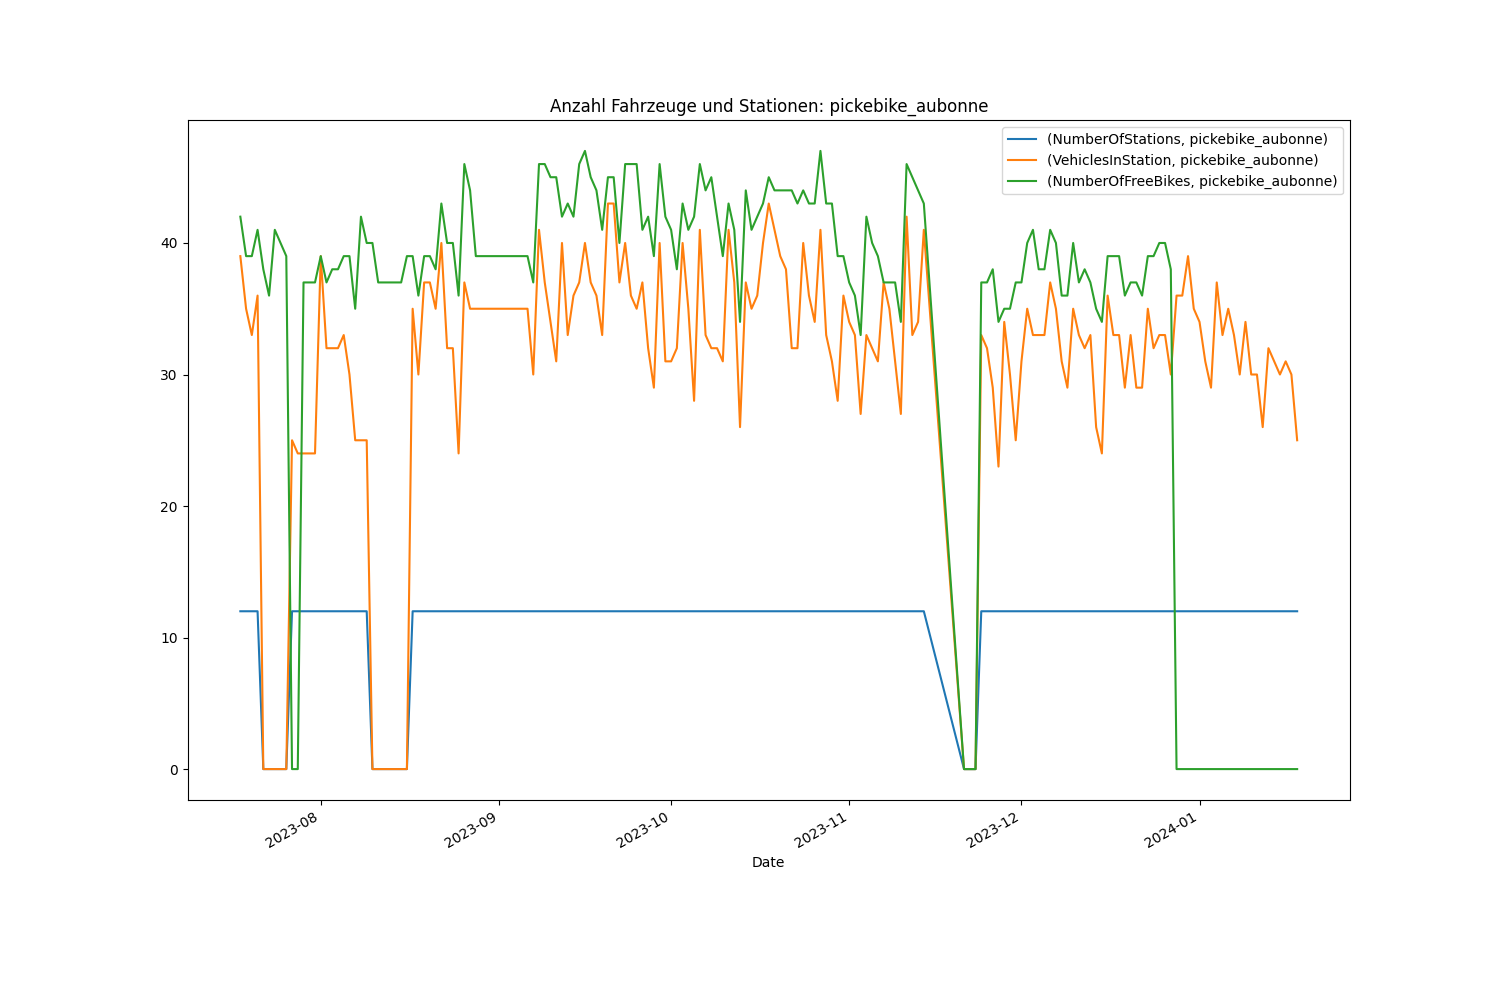 Anzahl Fahrzeuge und Stationen: pickebike_aubonne
(NumberOfStations, pickebike_aubonne)
(VehiclesInStation, pickebike_aubonne)
(NumberOfFreeBikes, pickebike_aubonne)
40
30
20
10
0
2023-08
2023-09
2023-10
2023-11
2023-12
2024-01
Date